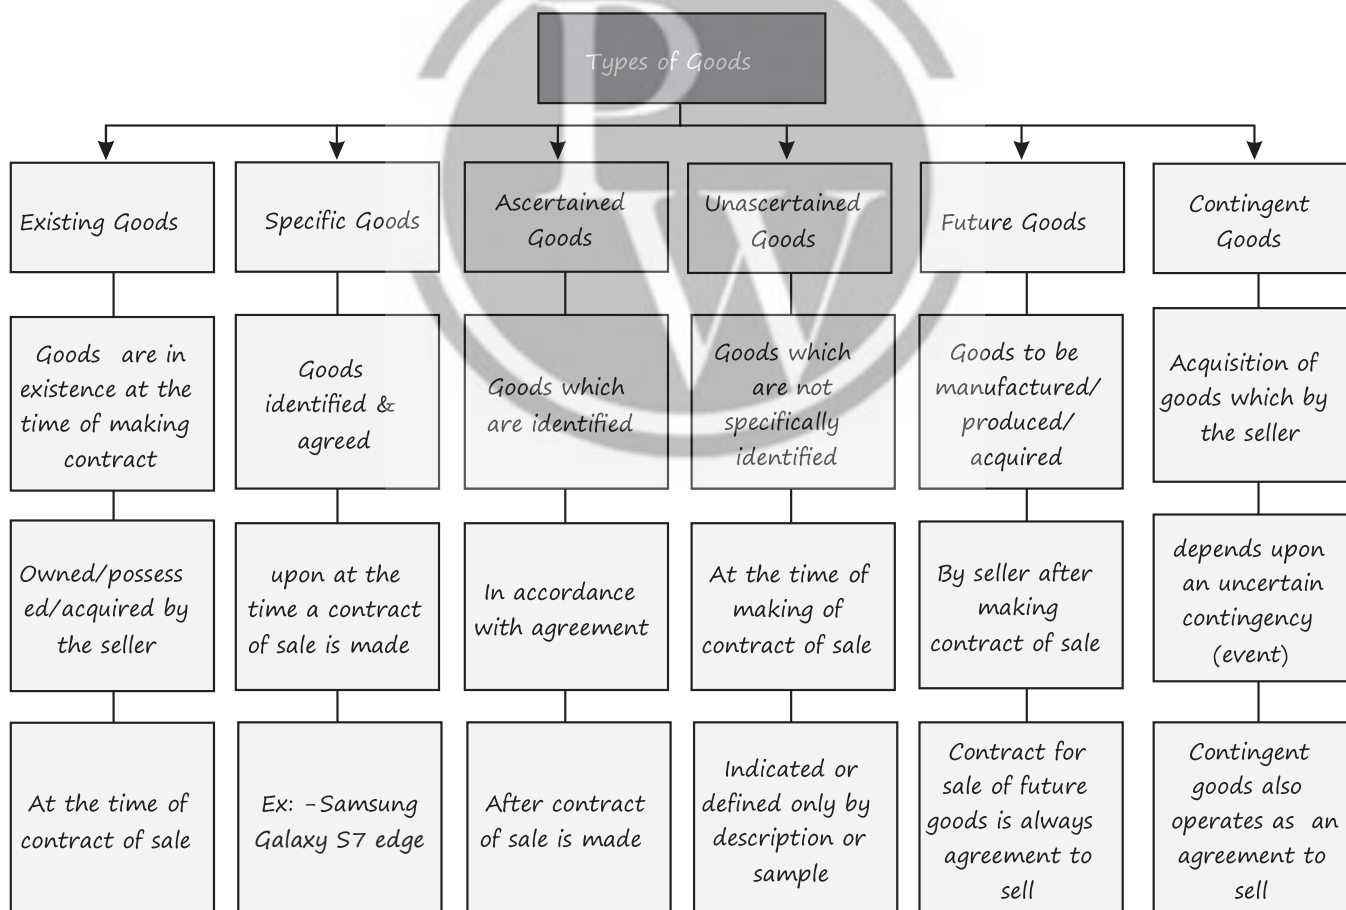 Types of Goods
Existing Goods
Goods are in
existence at the
time of making
contract
Owned/possess
ed/acquired by
the seller
At the time of
contract of sale
Specific Goods
Goods
identified &
agreed
upon at the
time a contract
of sale is made
Ex: -Samsung
Galaxy S7 edge
Ascertained
Goods
Goods which
are identified
In accordance
with agreement
After contract
of sale is made
Unascertained
Goods
Goods which
are not
specifically
identified
At the time of
making of
contract of sale
Indicated or
defined only by
description or
sample
Future Goods
Goods to be
manufactured/
produced/
acquired
By seller after
making
contract of sale
Contract for
sale of future
goods is always
agreement to
sell
Contingent
Goods
Acquisition of
goods which by
the seller
depends upon
an uncertain
contingency
(event)
Contingent
goods also
operates as an
agreement to
sell
PW